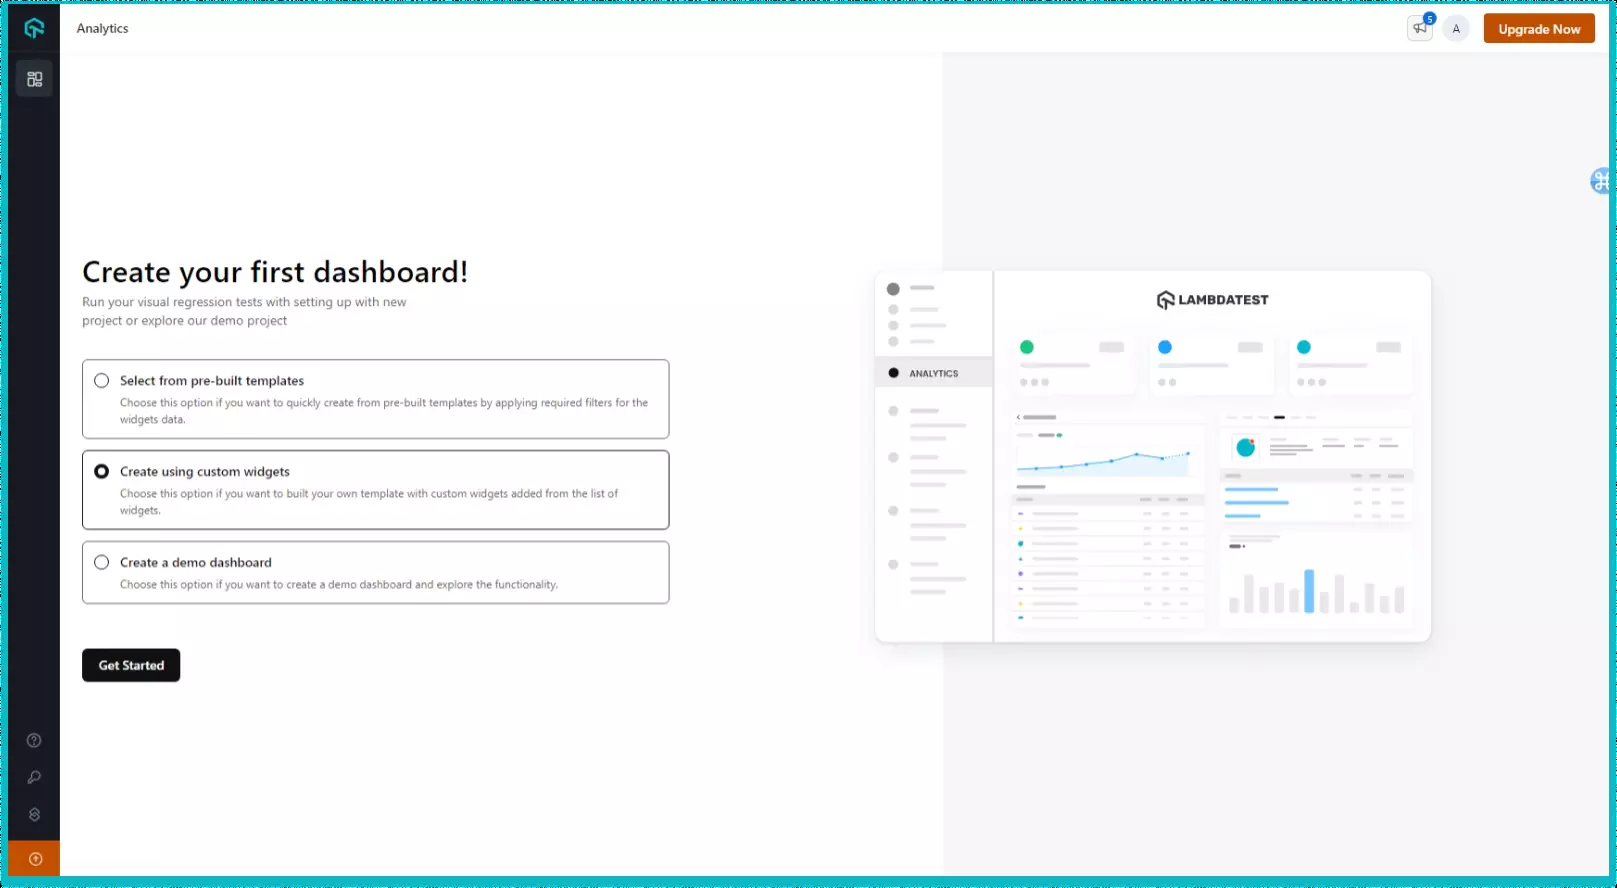 Analytics
5
A
Upgrade Now
Create your first dashboard!
Run your visual regression tests with setting up with new
project or explore our demo project
Select from pre-built templates
Choose this option if you want to quickly create from pre-built templates by applying required filters for the
widgets data.
Create using custom widgets
Choose this option if you want to built your own template with custom widgets added from the list of
widgets.
Create a demo dashboard
Choose this option if you want to create a demo dashboard and explore the functionality.
Get Started
LAMBDATEST
ANALYTICS